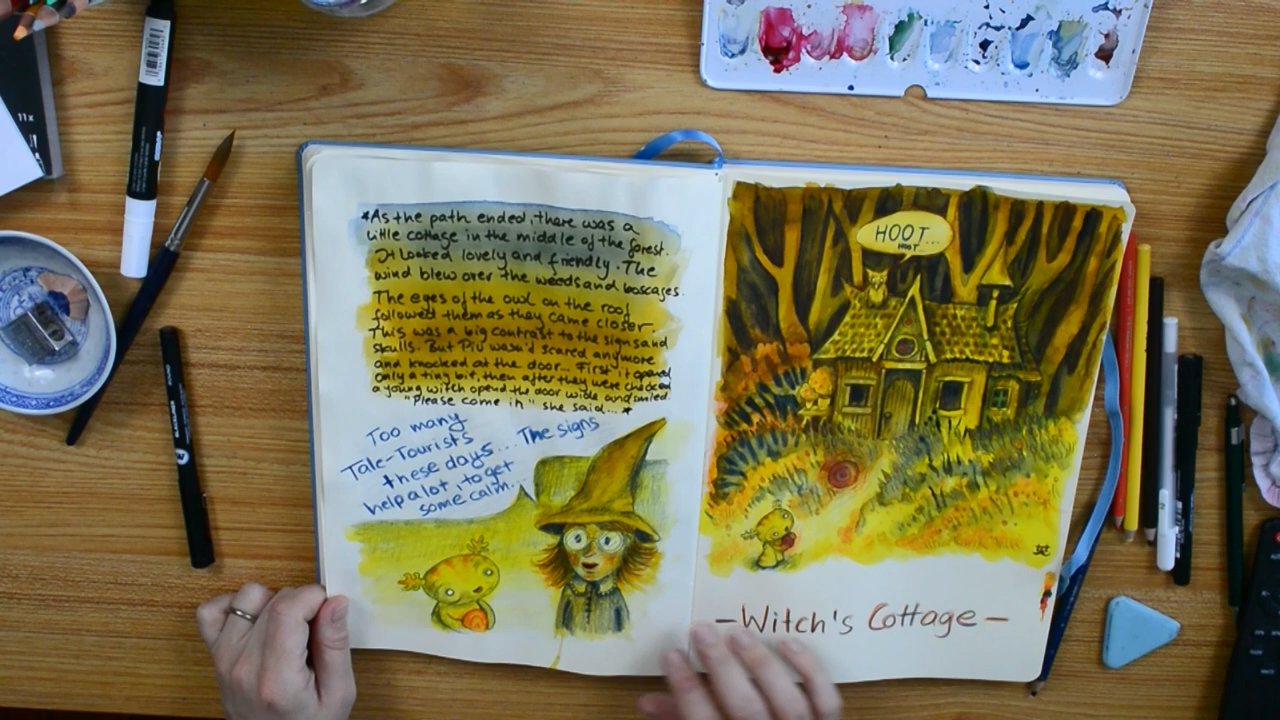 *As the path ended, there was a
little cottage in the middle of the forest.
It looked lovely and friendly. The
wind blew over the weeds and boscages.
The eyes of the owl on the roof
followed them as they came closer.
This was a big contrast to the signs and
skulls. But Piu wasn't scared anymore
and knocked at the door... First it opened
only a tiny bit, then after they were checked
a young witch opend the door wide and smiled.
"Please come in" she said...*
Too many
Tale-Tourists
these days... The signs
help a lot, to get
some calm...
HOOT
HOOT...
-Witch's Cottage-
11x